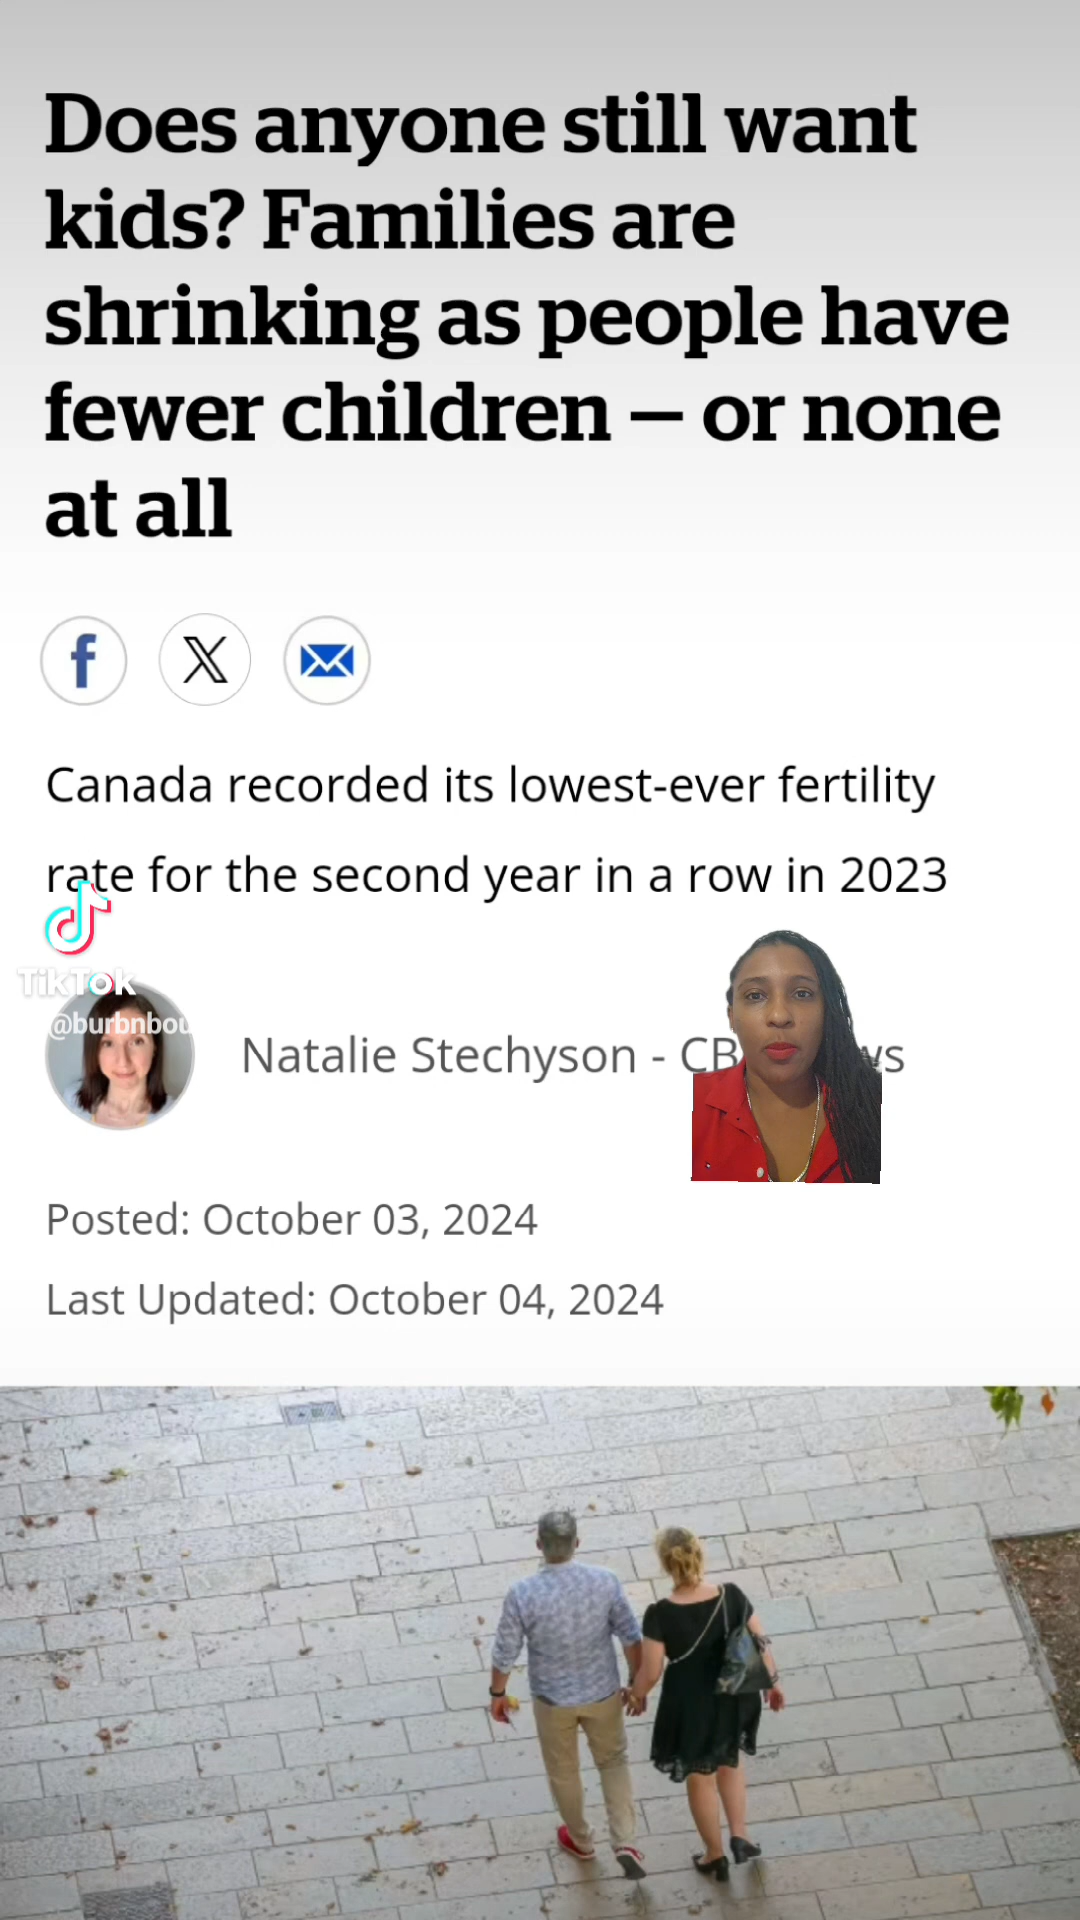 Does anyone still want
kids? Families are
shrinking as people have
fewer children — or none
at all
f X
Canada recorded its lowest-ever fertility
rate for the second year in a row in 2023
TikTok
@burbnbou
Natalie Stechyson - CB
Posted: October 03, 2024
Last Updated: October 04, 2024